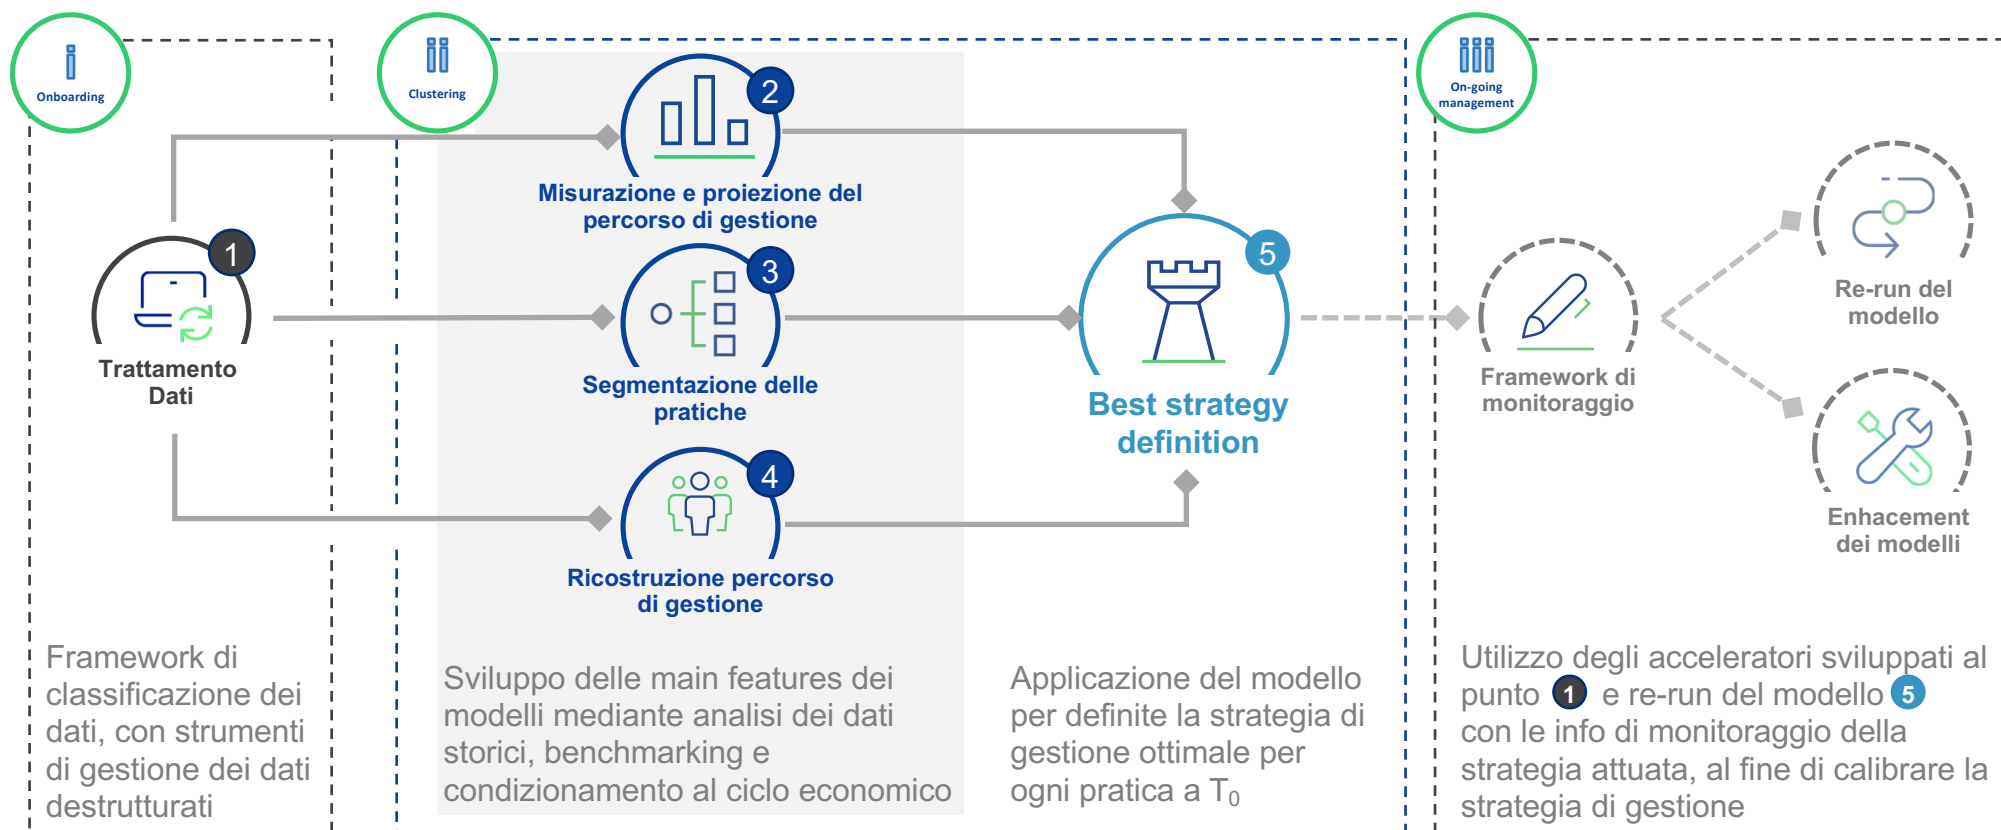 Onboarding
Clustering
On-going
management
2
Misurazione e proiezione del
percorso di gestione
1
Trattamento
Dati
3
Segmentazione delle
pratiche
4
Ricostruzione percorso
di gestione
5
Best strategy
definition
Framework di
monitoraggio
Re-run del
modello
Enhacement
dei modelli
Framework di
classificazione dei
dati, con strumenti
di gestione dei dati
destrutturati
Sviluppo delle main features dei
modelli mediante analisi dei dati
storici, benchmarking e
condizionamento al ciclo economico
Applicazione del modello
per definite la strategia di
gestione ottimale per
ogni pratica a T0
Utilizzo degli acceleratori sviluppati al
punto 1 e re-run del modello 5
con le info di monitoraggio della
strategia attuata, al fine di calibrare la
strategia di gestione